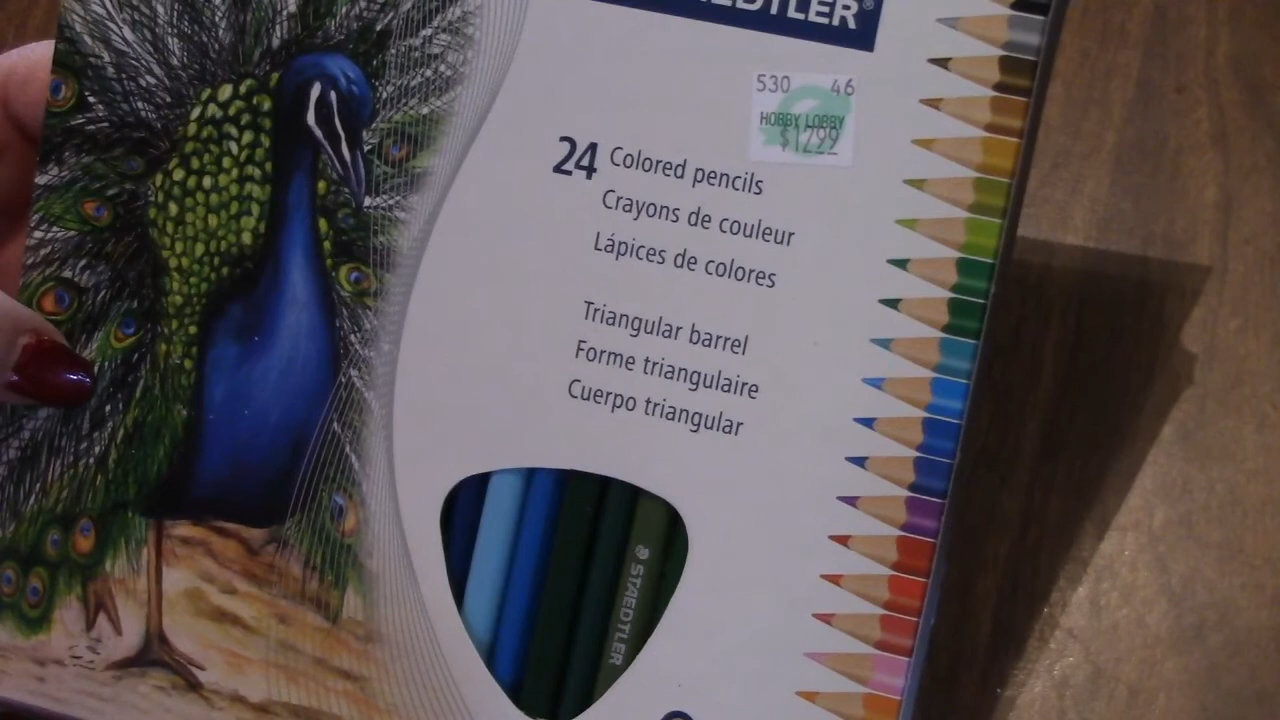 STAEDTLER®
530 46
HOBBY LOBBY
$12.99
24 Colored pencils
Crayons de couleur
Lápices de colores
Triangular barrel
Forme triangulaire
Cuerpo triangular
STAEDTLER